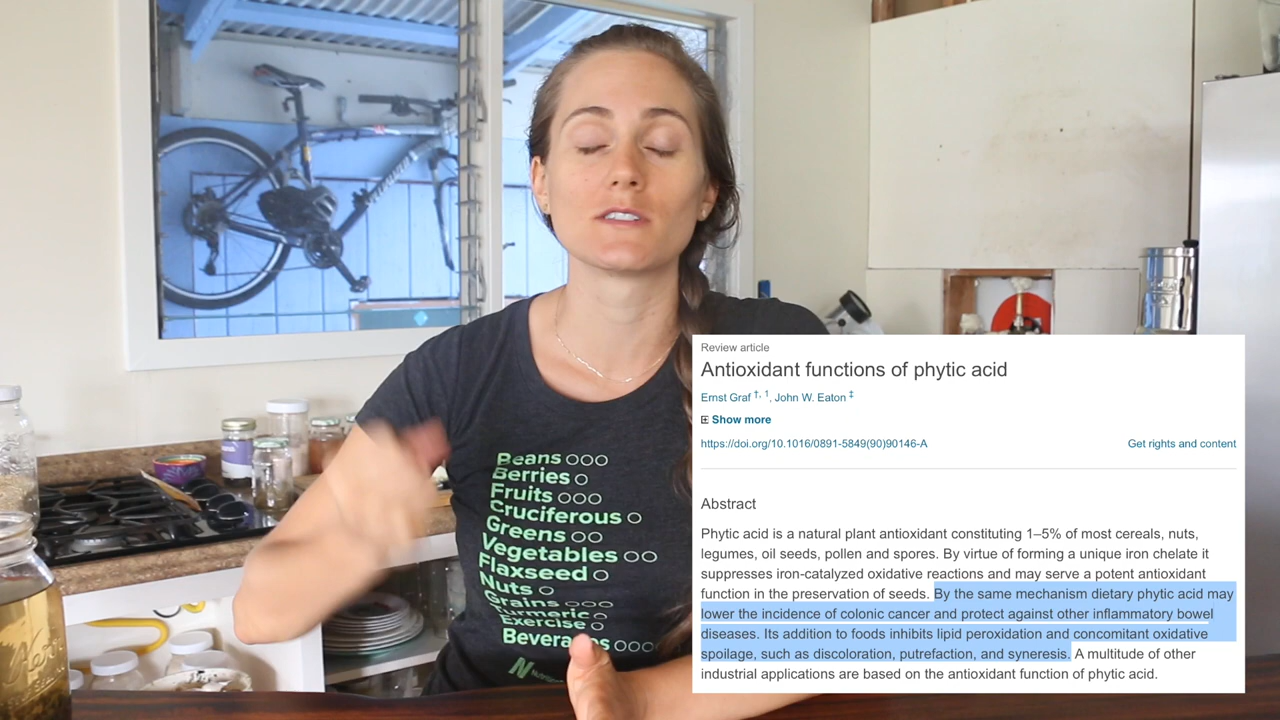 Beans
Berries
Fruits
Cruciferous
Greens
Vegetables
Flaxseed
Nuts
Grains
Turmeric
Exercise
Review article
Antioxidant functions of phytic acid
Ernst Graf †, 1, John W. Eaton ‡
Show more
https://doi.org/10.1016/0891-5849(90)90146-A Get rights and content
Abstract
Phytic acid is a natural plant antioxidant constituting 1–5% of most cereals, nuts,
legumes, oil seeds, pollen and spores. By virtue of forming a unique iron chelate it
suppresses iron-catalyzed oxidative reactions and may serve a potent antioxidant
function in the preservation of seeds. By the same mechanism dietary phytic acid may
lower the incidence of colonic cancer and protect against other inflammatory bowel
diseases. Its addition to foods inhibits lipid peroxidation and concomitant oxidative
spoilage, such as discoloration, putrefaction, and syneresis. A multitude of other
industrial applications are based on the antioxidant function of phytic acid.